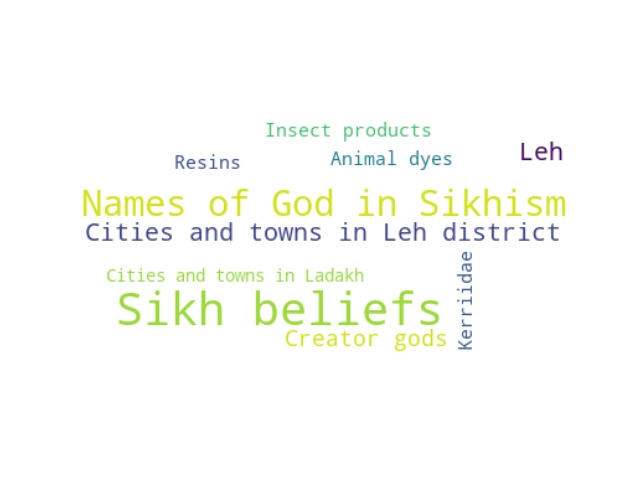 Insect products
Leh
Resins
Animal dyes
Names of God in Sikhism
Cities and towns in Leh district
Cities and towns in Ladakh
Kerriidae
Sikh beliefs
Creator gods